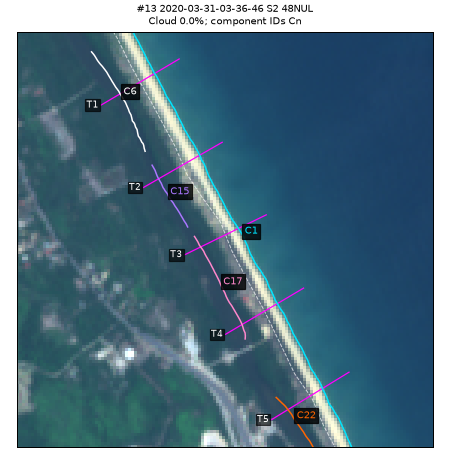 #13 2020-03-31-03-36-46 S2 48NUL
Cloud 0.0%; component IDs Cn
C6
T1
T2
C15
C1
T3
C17
T4
C22
T5